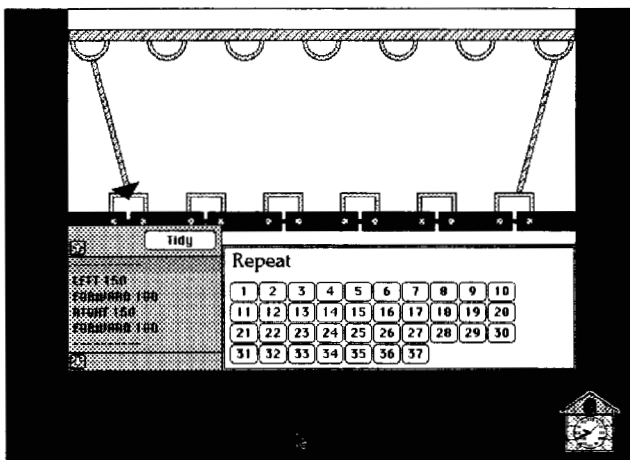 Tidy
LEFT 150
FORWARD 100
RIGHT 150
FORWARD 100
Repeat
1 2 3 4 5 6 7 8 9 10
11 12 13 14 15 16 17 18 19 20
21 22 23 24 25 26 27 28 29 30
31 32 33 34 35 36 37